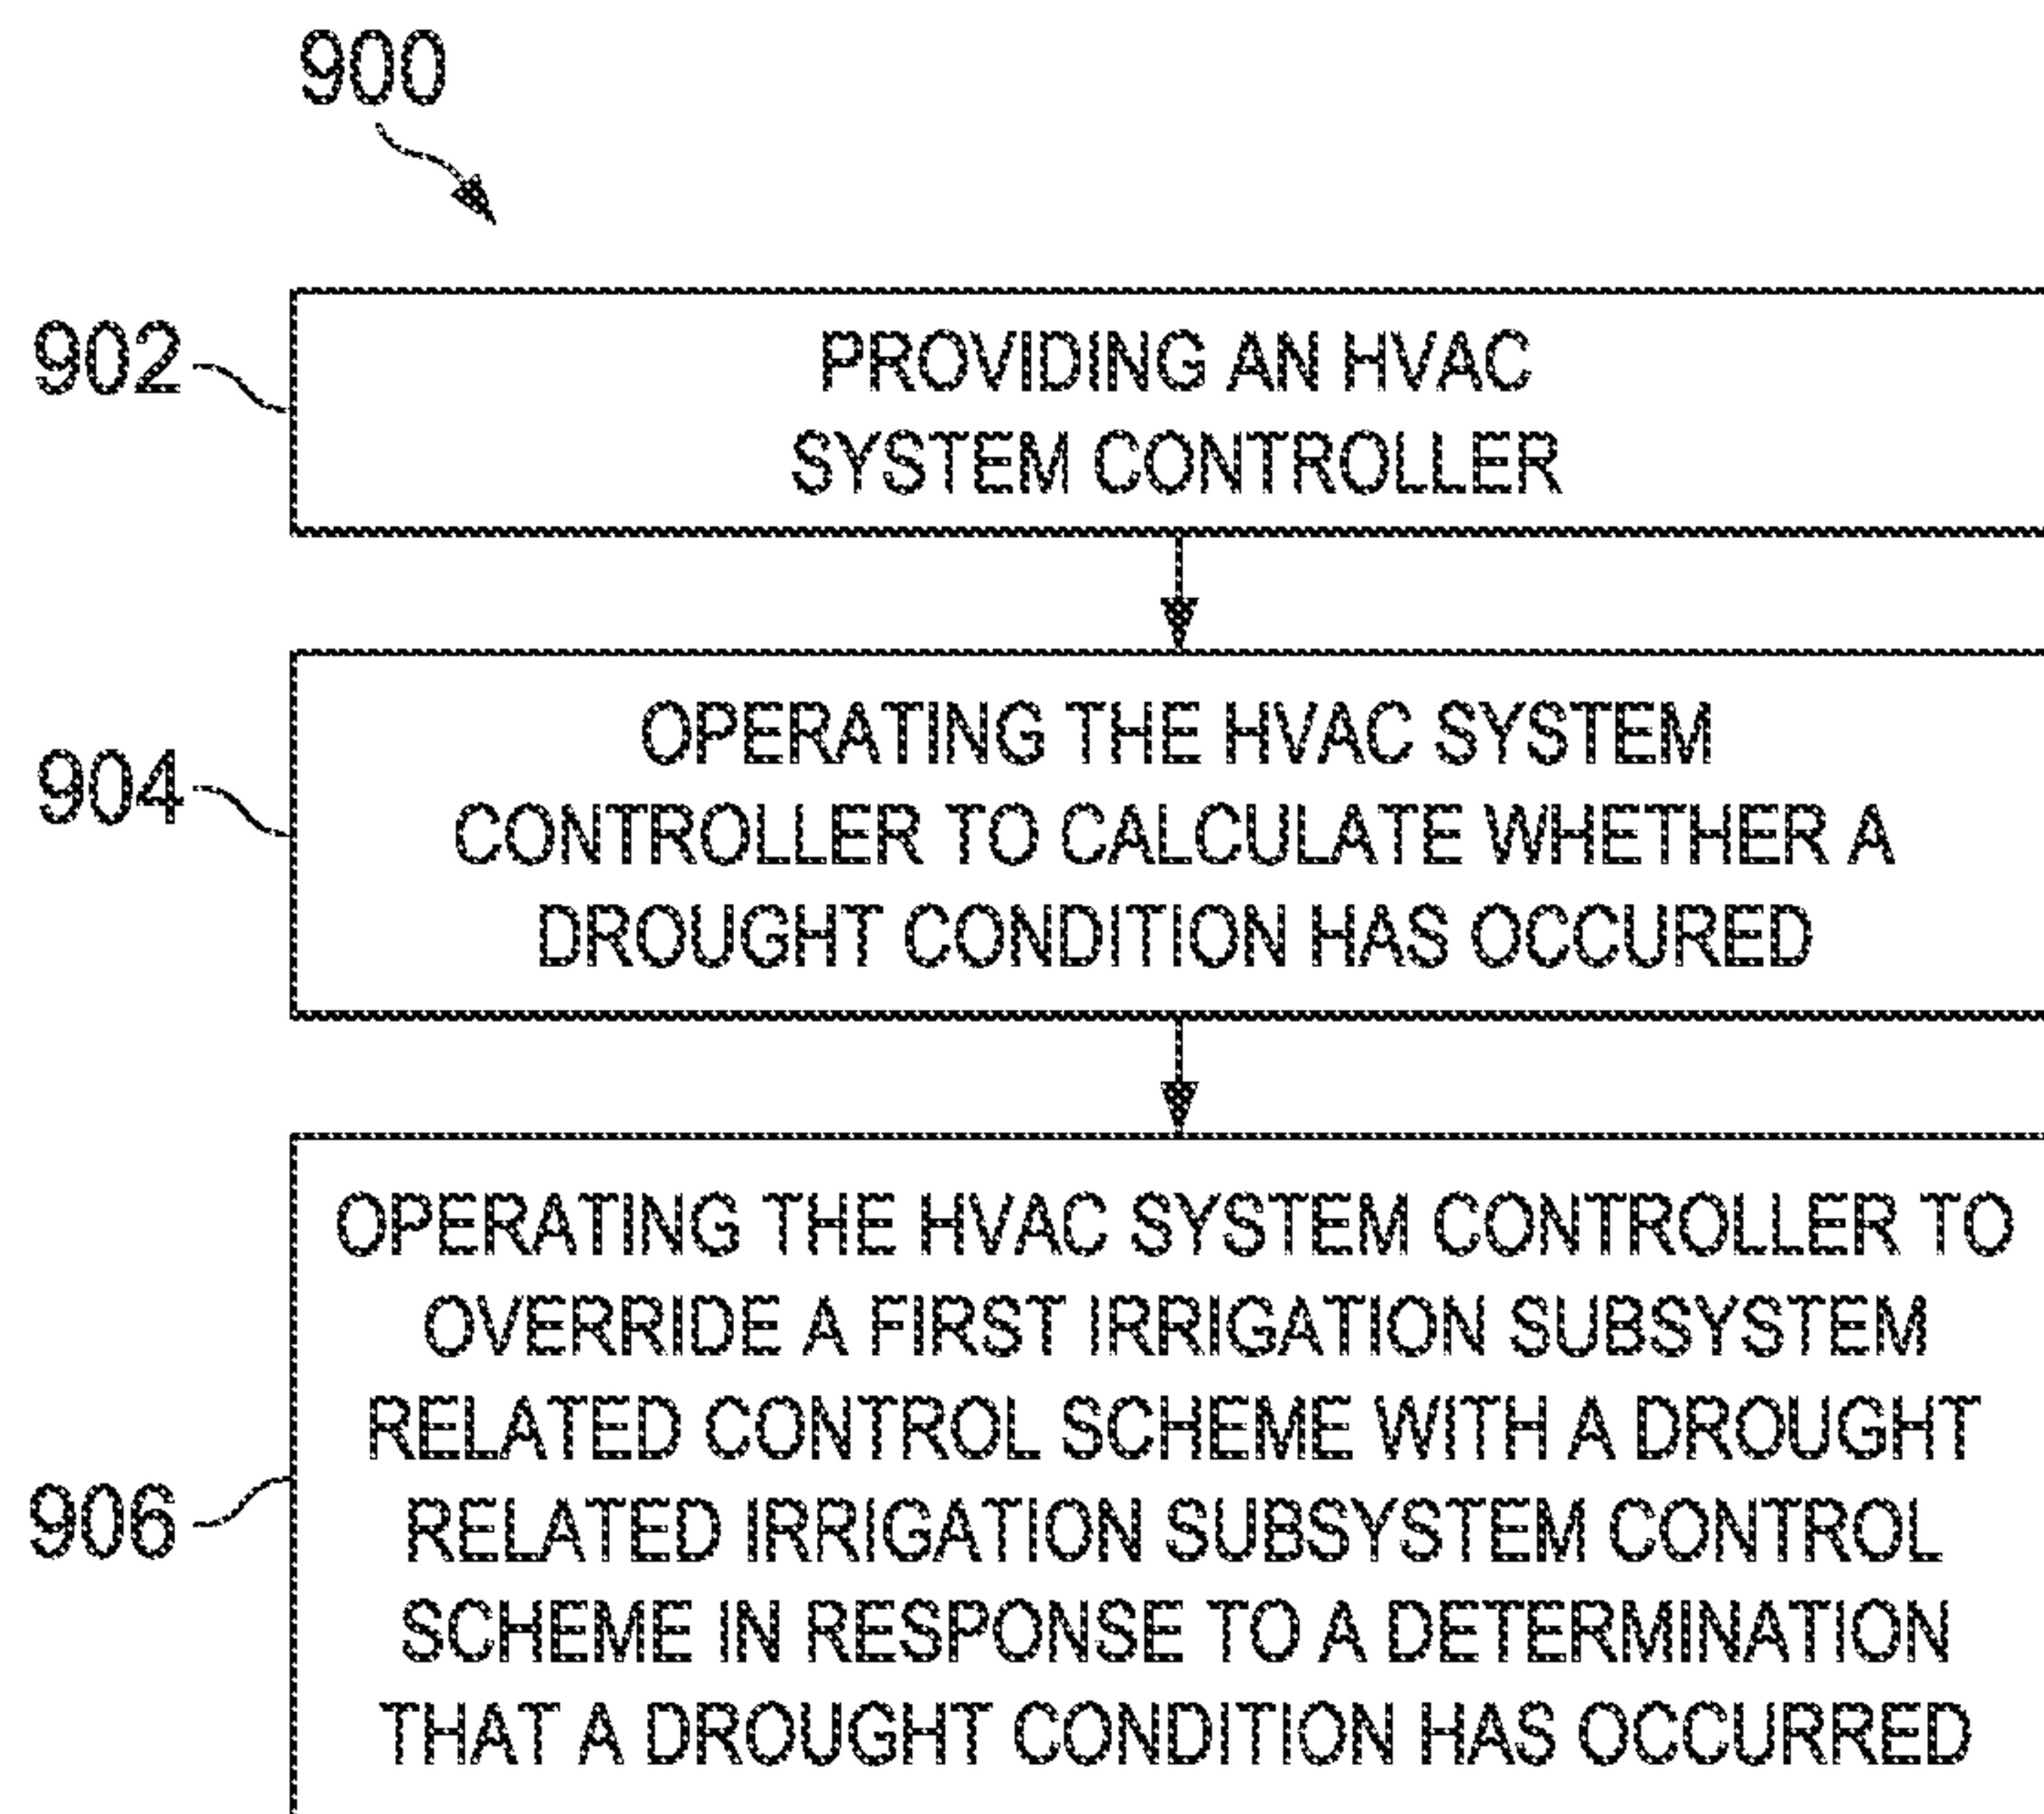 900
902
PROVIDING AN HVAC
SYSTEM CONTROLLER
904
OPERATING THE HVAC SYSTEM
CONTROLLER TO CALCULATE WHETHER A
DROUGHT CONDITION HAS OCCURED
906
OPERATING THE HVAC SYSTEM CONTROLLER TO
OVERRIDE A FIRST IRRIGATION SUBSYSTEM
RELATED CONTROL SCHEME WITH A DROUGHT
RELATED IRRIGATION SUBSYSTEM CONTROL
SCHEME IN RESPONSE TO A DETERMINATION
THAT A DROUGHT CONDITION HAS OCCURRED